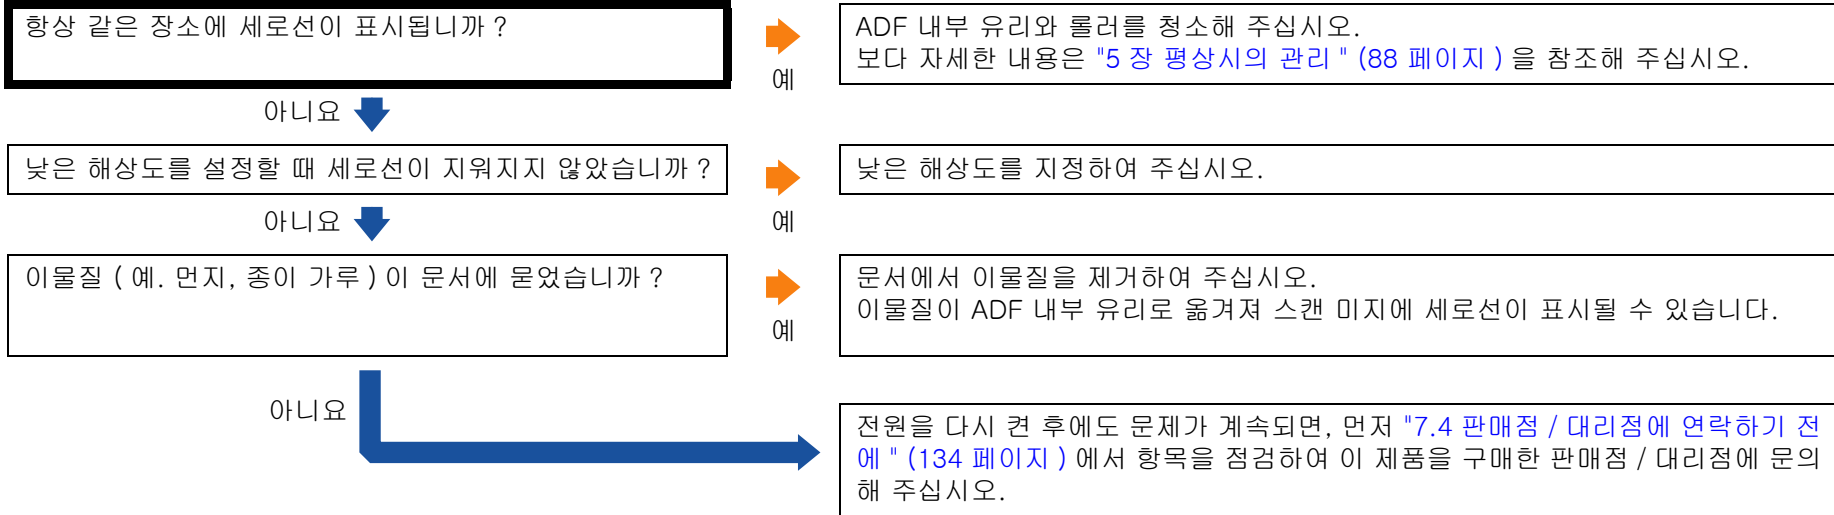 항상 같은 장소에 세로선이 표시됩니까 ?
예
ADF 내부 유리와 롤러를 청소해 주십시오.
보다 자세한 내용은 "5 장 평상시의 관리 " (88 페이지 ) 을 참조해 주십시오.
아니요
낮은 해상도를 설정할 때 세로선이 지워지지 않았습니까 ?
예
낮은 해상도를 지정하여 주십시오.
아니요
이물질 ( 예. 먼지, 종이 가루 ) 이 문서에 묻었습니까 ?
예
문서에서 이물질을 제거하여 주십시오.
이물질이 ADF 내부 유리로 옮겨져 스캔 미지에 세로선이 표시될 수 있습니다.
아니요
전원을 다시 켠 후에도 문제가 계속되면, 먼저 "7.4 판매점 / 대리점에 연락하기 전
에 " (134 페이지 ) 에서 항목을 점검하여 이 제품을 구매한 판매점 / 대리점에 문의
해 주십시오.